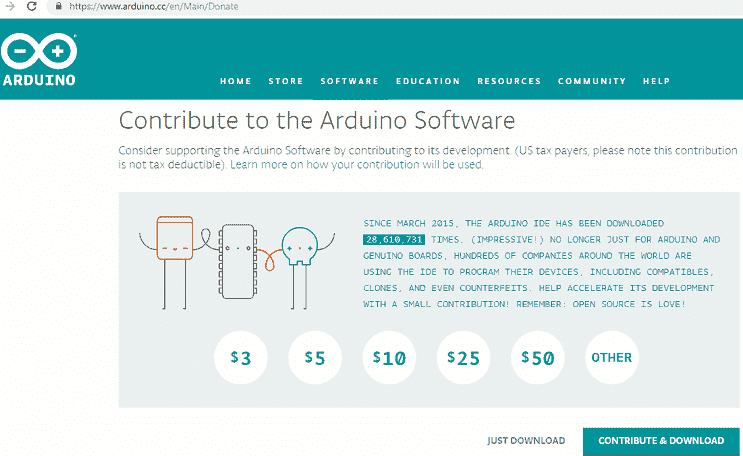 https://www.arduino.cc/en/Main/Donate
ARDUINO
HOME STORE SOFTWARE EDUCATION RESOURCES COMMUNITY HELP
Contribute to the Arduino Software
Consider supporting the Arduino Software by contributing to its development. (US tax payers, please note this contribution
is not tax deductible). Learn more on how your contribution will be used.
SINCE MARCH 2015, THE ARDUINO IDE HAS BEEN DOWNLOADED
28,610,731 TIMES. (IMPRESSIVE!) NO LONGER JUST FOR ARDUINO AND
GENUINO BOARDS, HUNDREDS OF COMPANIES AROUND THE WORLD ARE
USING THE IDE TO PROGRAM THEIR DEVICES, INCLUDING COMPATIBLES,
CLONES, AND EVEN COUNTERFEITS. HELP ACCELERATE ITS DEVELOPMENT
WITH A SMALL CONTRIBUTION! REMEMBER: OPEN SOURCE IS LOVE!
$3 $5 $10 $25 $50 OTHER
JUST DOWNLOAD CONTRIBUTE & DOWNLOAD